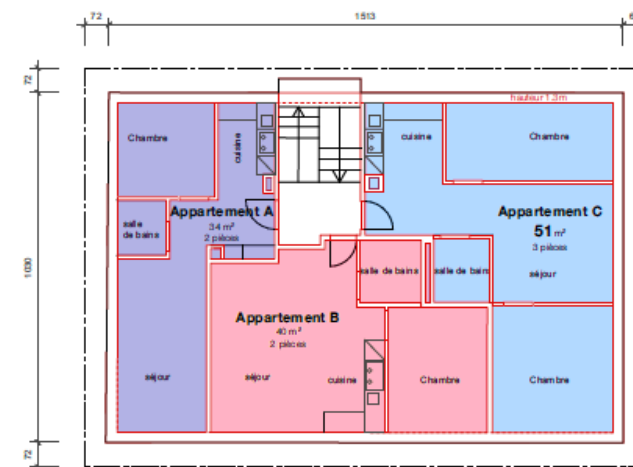 72
1513
72
hauteur 1.3m
Chambre
cuisine
cuisine
Chambre
salle
de bains
Appartement A
34 m²
2 pièces
Appartement C
51 m²
3 pièces
salle de bains
salle de bain
séjour
1030
Appartement B
40 m²
2 pièces
séjour
séjour
cuisine
Chambre
Chambre
72